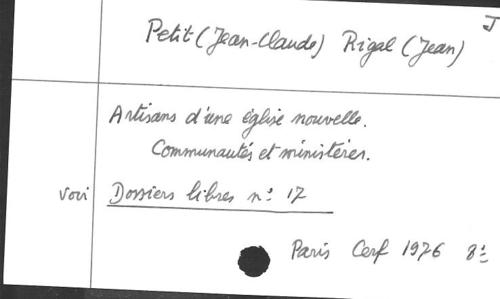 J
Petit (Jean-Claude) Rigal (Jean)
Artisans d'une église nouvelle.
Communautés et ministères.
voir Dossiers libres n° 17
Paris Cerf 1976 8°